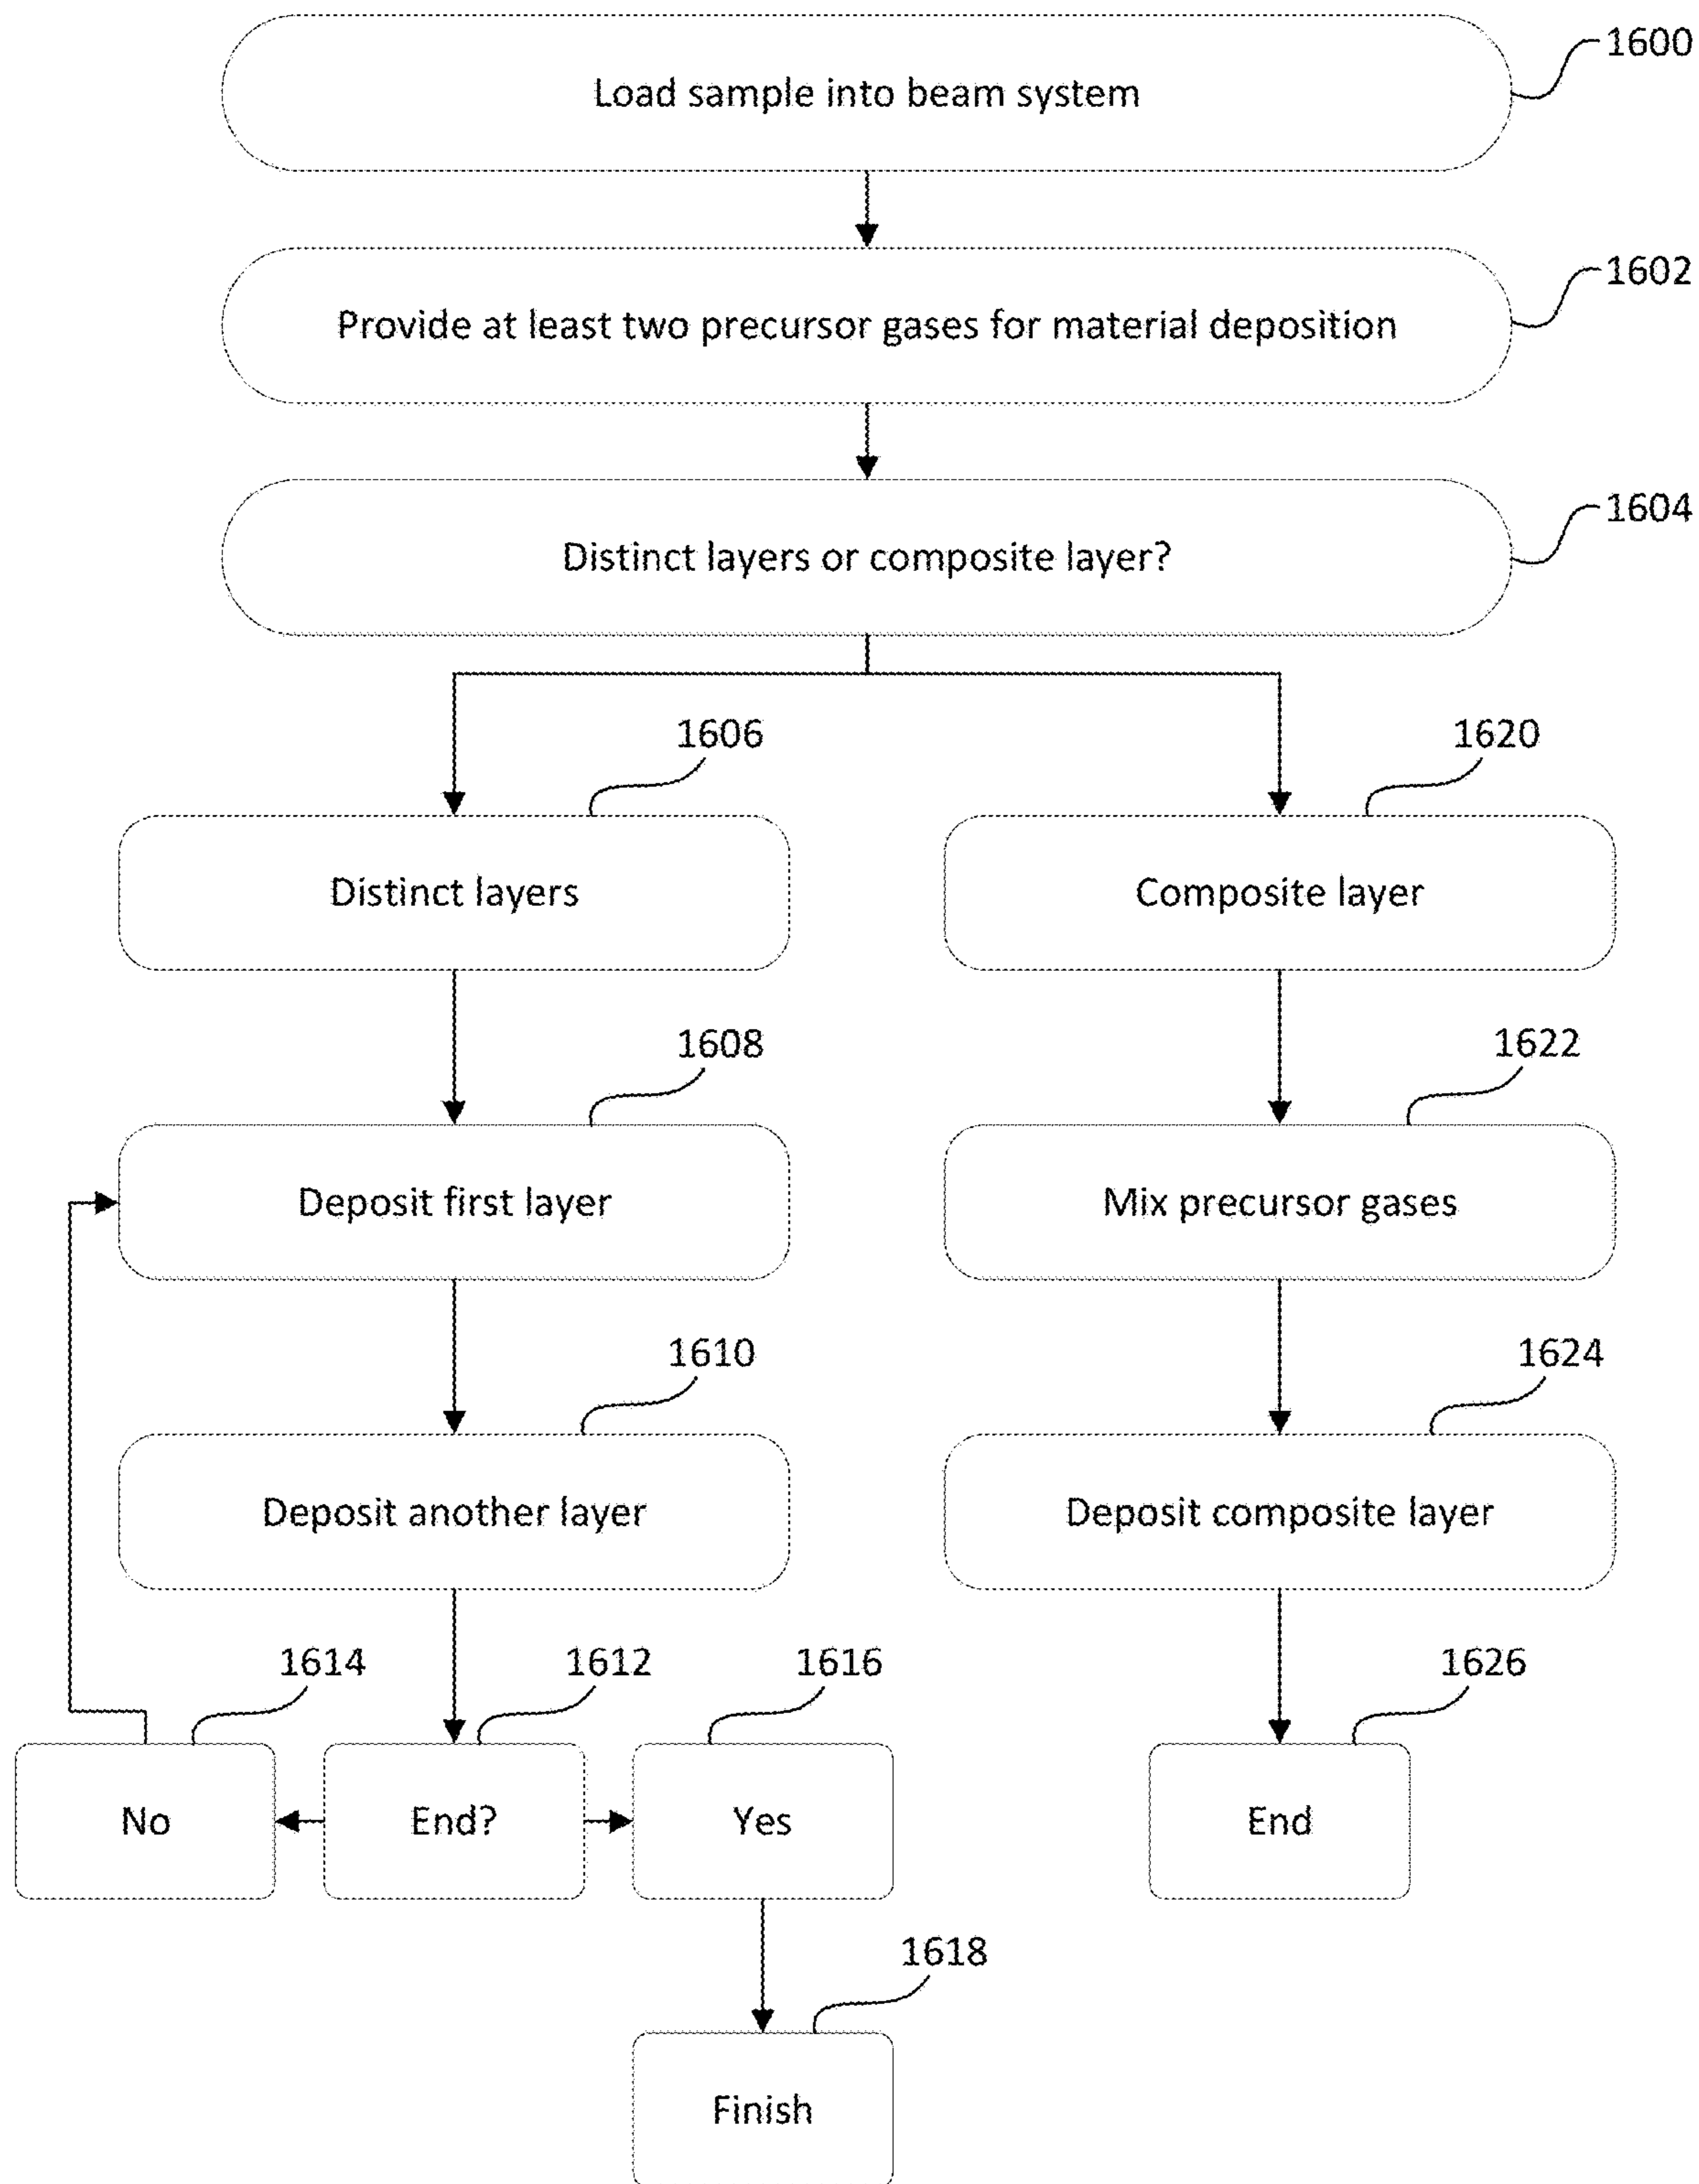 1600
Load sample into beam system
1602
Provide at least two precursor gases for material deposition
1604
Distinct layers or composite layer?
1606
1620
Distinct layers
Composite layer
1608
1622
Deposit first layer
Mix precursor gases
1610
1624
Deposit another layer
Deposit composite layer
1614
1612
1616
1626
No
End?
Yes
End
1618
Finish